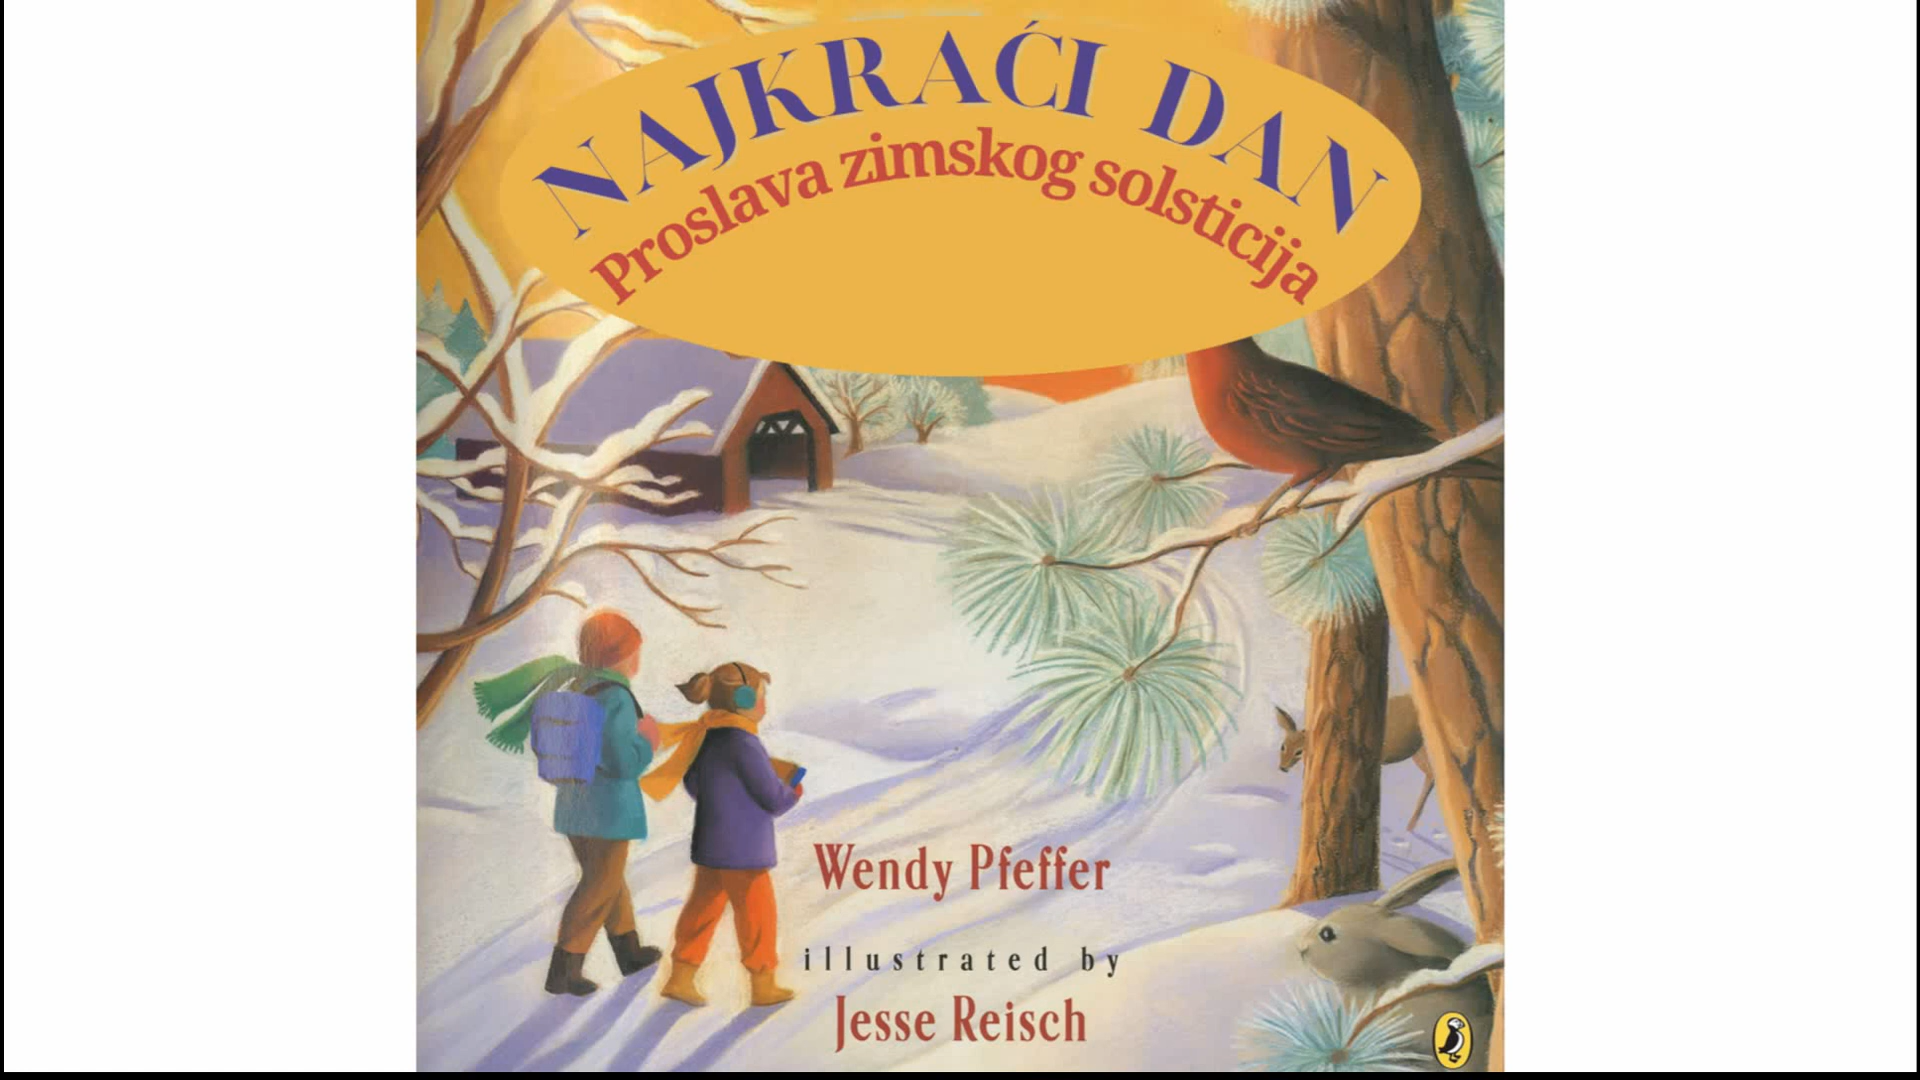 NAJKRAĆI DAN
Proslava zimskog solsticija
Wendy Pfeffer
illustrated by
Jesse Reisch